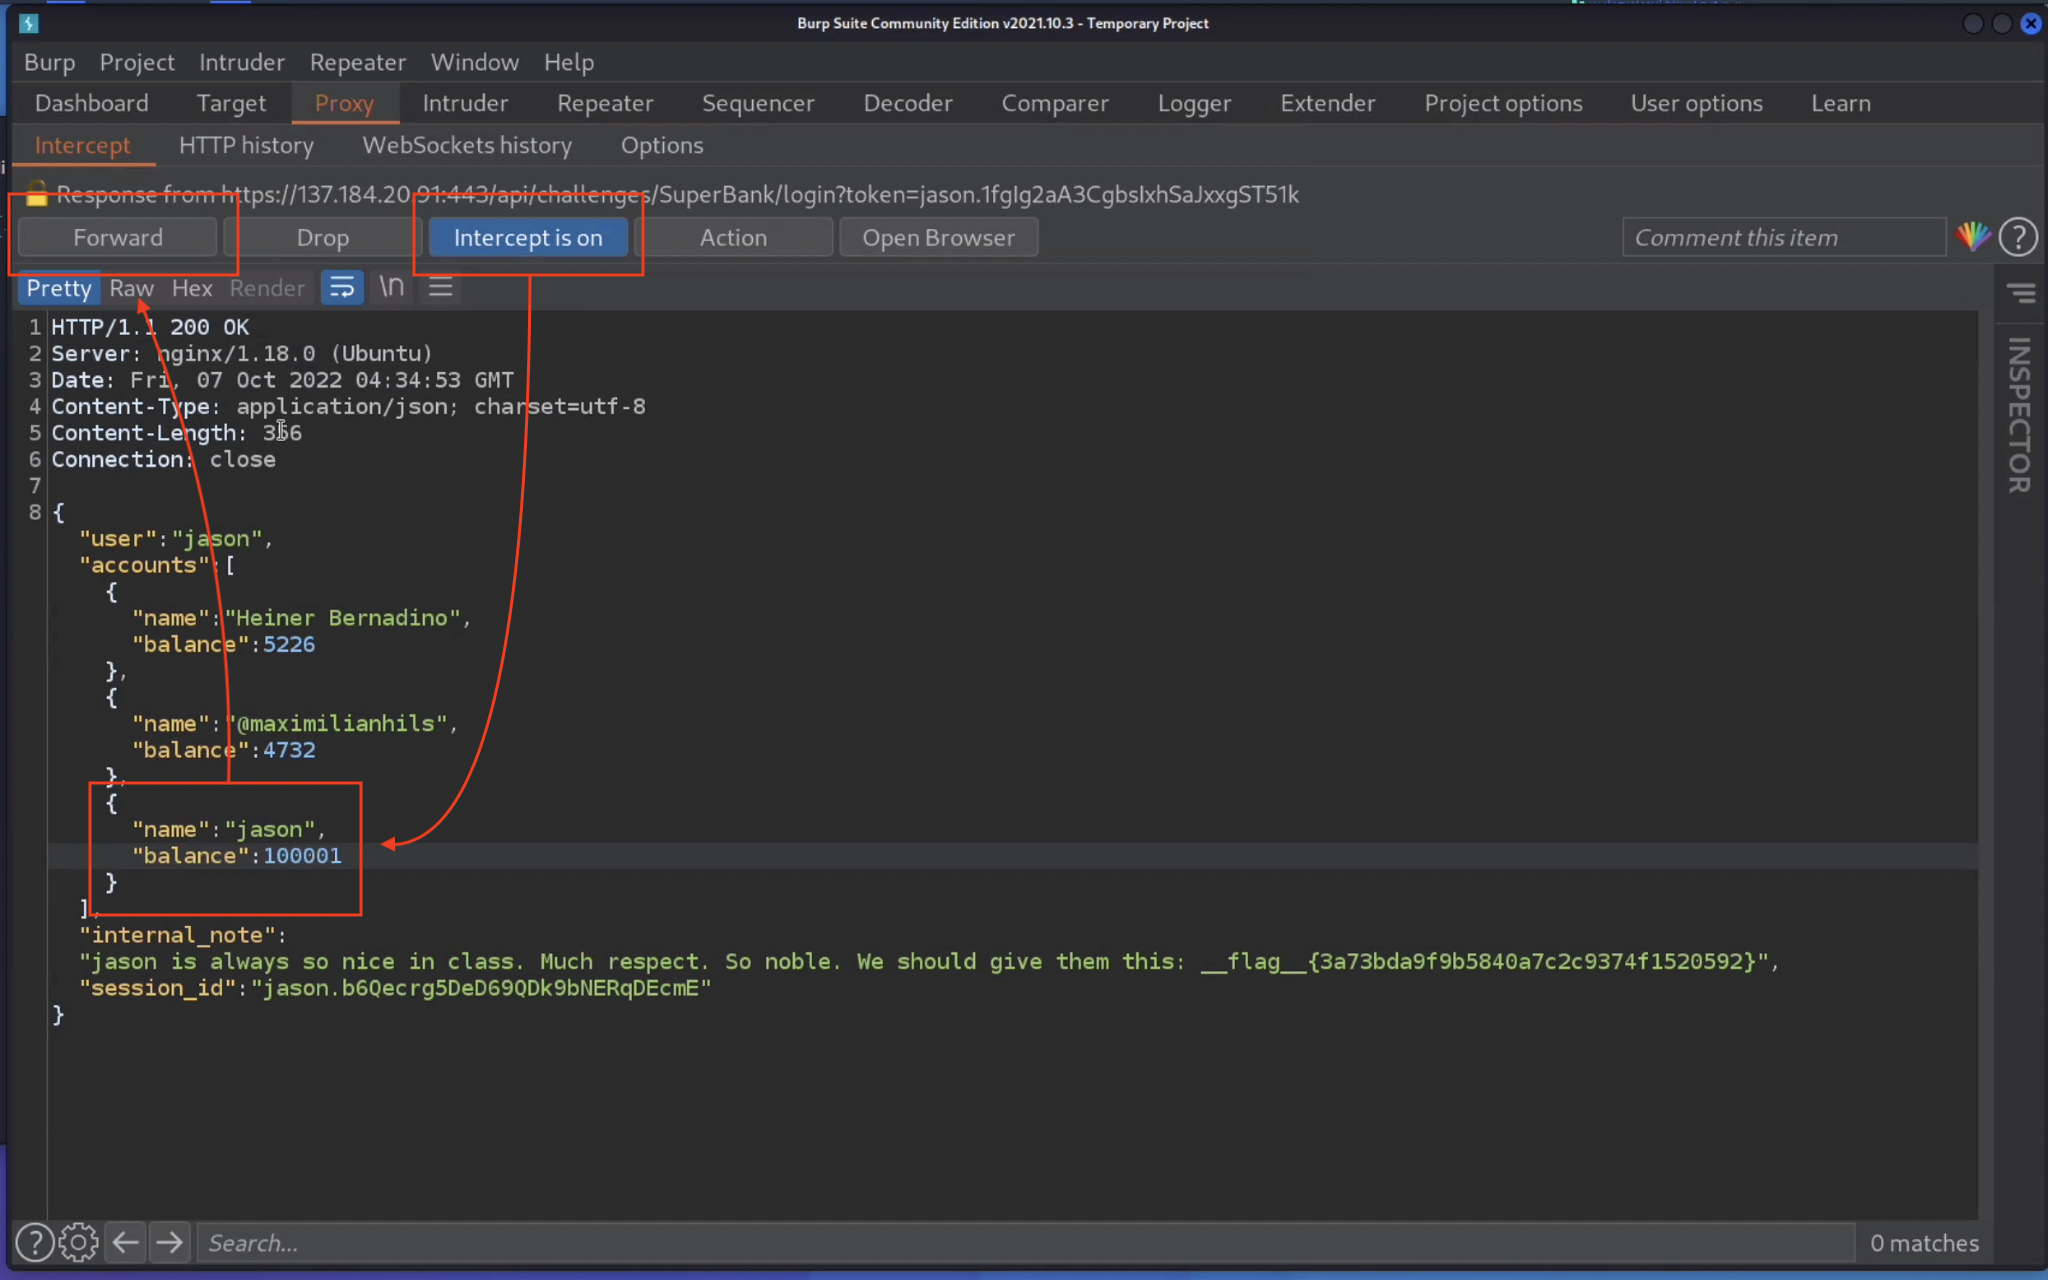 Burp Suite Community Edition v2021.10.3 - Temporary Project
Burp Project Intruder Repeater Window Help
Dashboard Target Proxy Intruder Repeater Sequencer Decoder Comparer Logger Extender Project options User options Learn
Intercept HTTP history WebSockets history Options
Response from https://137.184.20.91:443/api/challenges/SuperBank/login?token=jason.1fgIg2aA3CgbsIxhSaJxxgST51k
Forward Drop Intercept is on Action Open Browser Comment this item ?
Pretty Raw Hex Render \n
INSPECTOR
1 HTTP/1.1 200 OK
2 Server: nginx/1.18.0 (Ubuntu)
3 Date: Fri, 07 Oct 2022 04:34:53 GMT
4 Content-Type: application/json; charset=utf-8
5 Content-Length: 366
6 Connection: close
7
8 {
"user":"jason",
"accounts":[
{
"name":"Heiner Bernadino",
"balance":5226
},
{
"name":"@maximilianhils",
"balance":4732
},
{
"name":"jason",
"balance":100001
}
],
"internal_note":
"jason is always so nice in class. Much respect. So noble. We should give them this: __flag__{3a73bda9f9b5840a7c2c9374f1520592}",
"session_id":"jason.b6Qecrg5DeD69QDk9bNERqDEcmE"
}
? Search... 0 matches